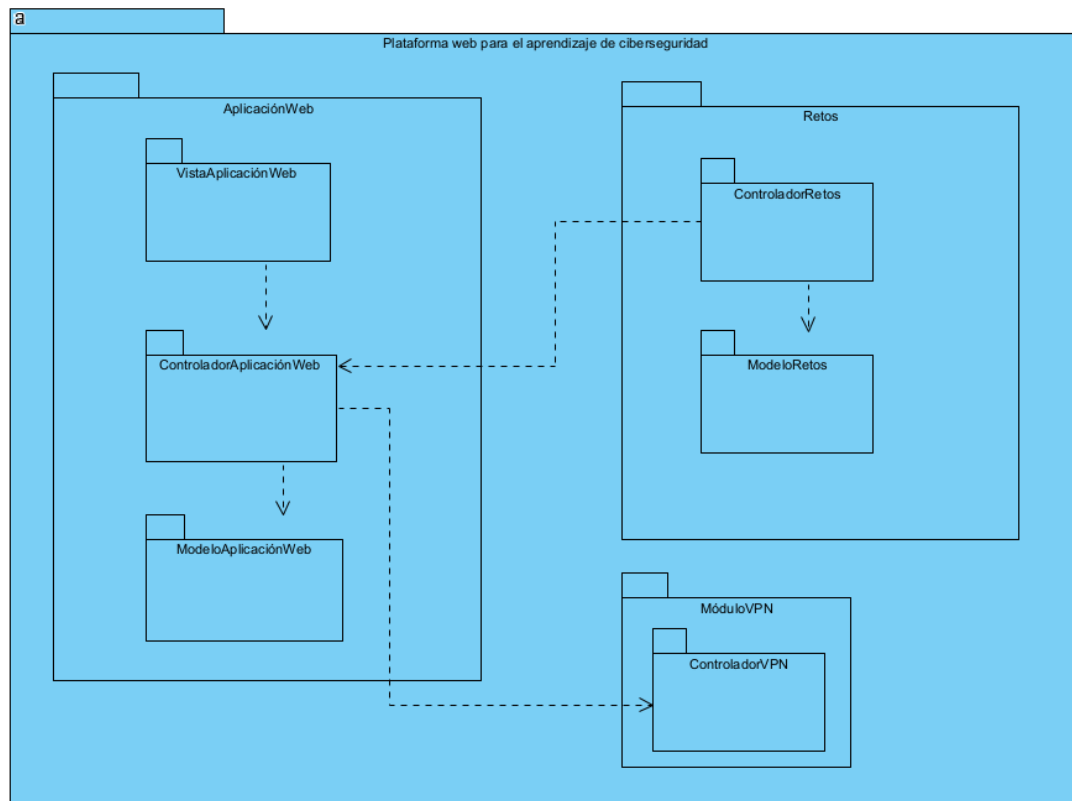 a
Plataforma web para el aprendizaje de ciberseguridad
AplicaciónWeb
VistaAplicaciónWeb
ControladorAplicaciónWeb
ModeloAplicaciónWeb
Retos
ControladorRetos
ModeloRetos
MóduloVPN
ControladorVPN